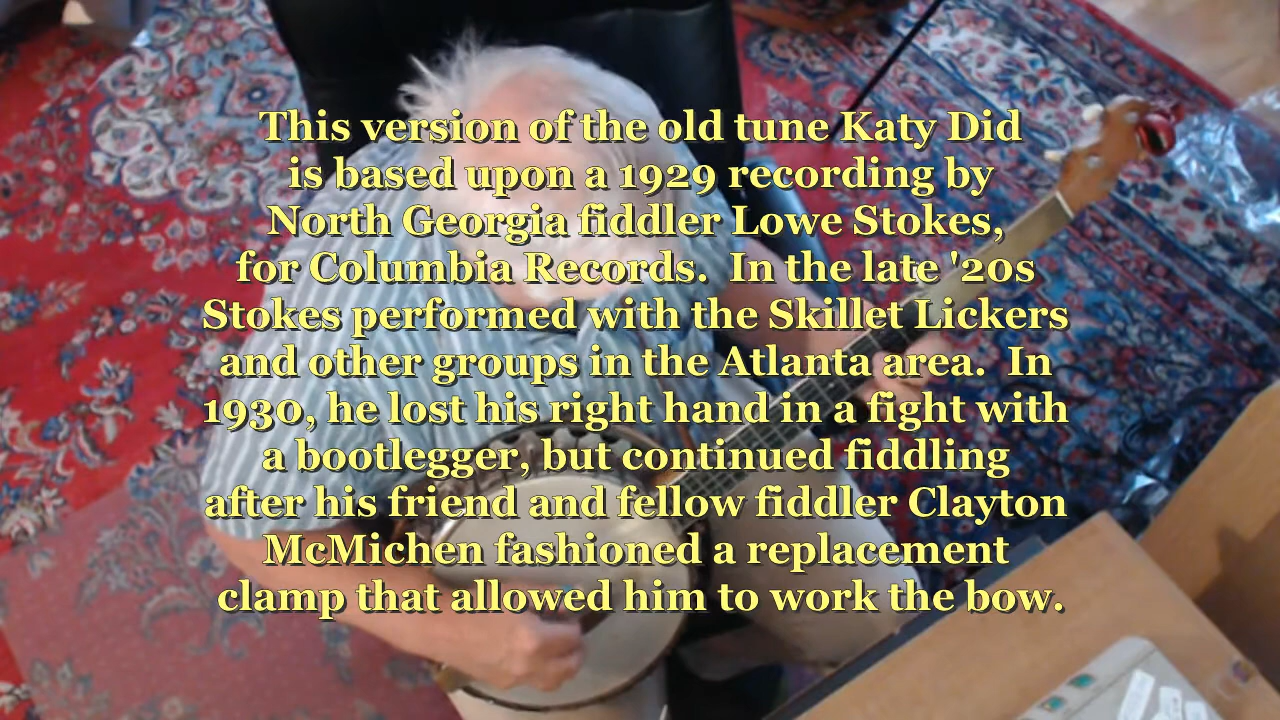 This version of the old tune Katy Did
is based upon a 1929 recording by
North Georgia fiddler Lowe Stokes,
for Columbia Records.  In the late '20s
Stokes performed with the Skillet Lickers
and other groups in the Atlanta area.  In
1930, he lost his right hand in a fight with
a bootlegger, but continued fiddling
after his friend and fellow fiddler Clayton
McMichen fashioned a replacement
clamp that allowed him to work the bow.